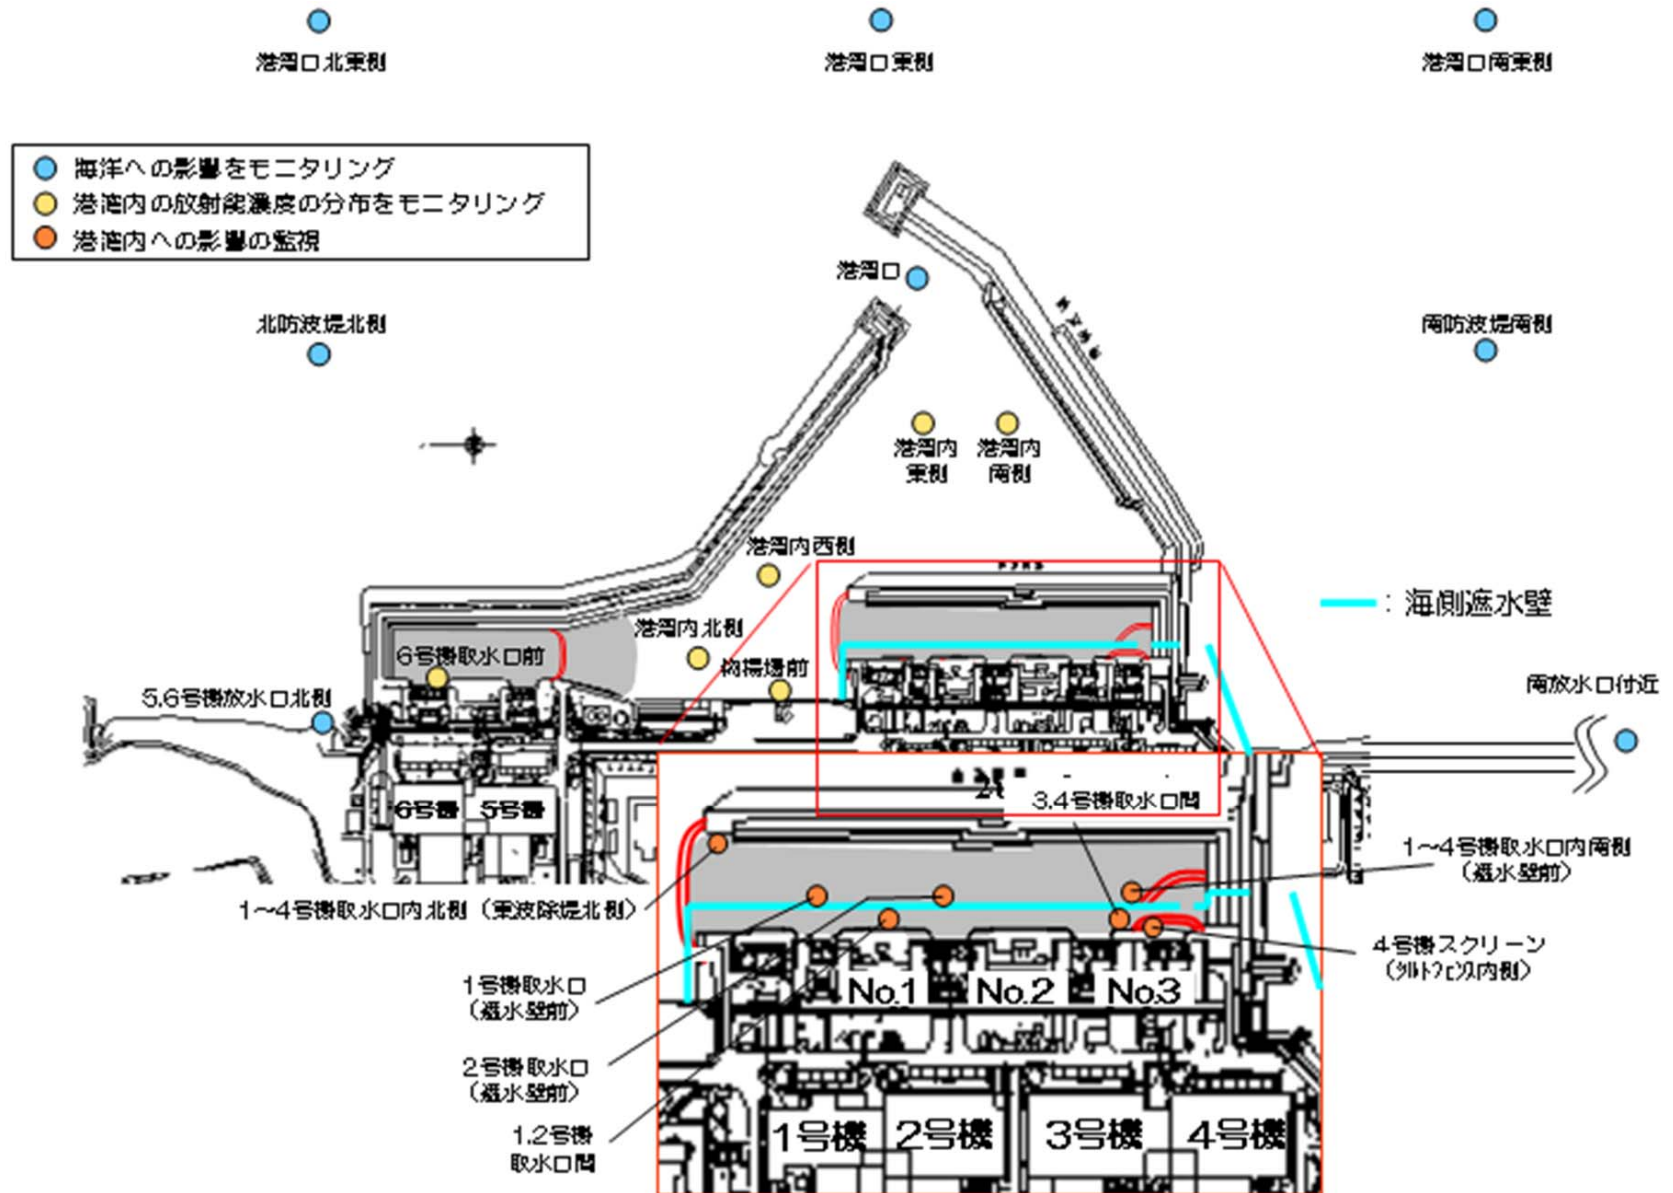 港湾口北東側
港湾口東側
港湾口南東側
海洋への影響をモニタリング
港湾内の放射能濃度の分布をモニタリング
港湾内への影響の監視
港湾口
北防波堤北側
南防波堤南側
港湾内
東側
港湾内
南側
港湾内西側
：海側遮水壁
港湾内北側
6号機取水口前
物揚場前
5.6号機放水口北側
南放水口付近
6号機
5号機
3.4号機取水口間
1〜4号機取水口内南側
（遮水壁前）
1〜4号機取水口内北側（東波除堤北側）
4号機スクリーン
（シルトフェンス内側）
1号機取水口
（遮水壁前）
No.1
No.2
No.3
2号機取水口
（遮水壁前）
1.2号機
取水口間
1号機
2号機
3号機
4号機